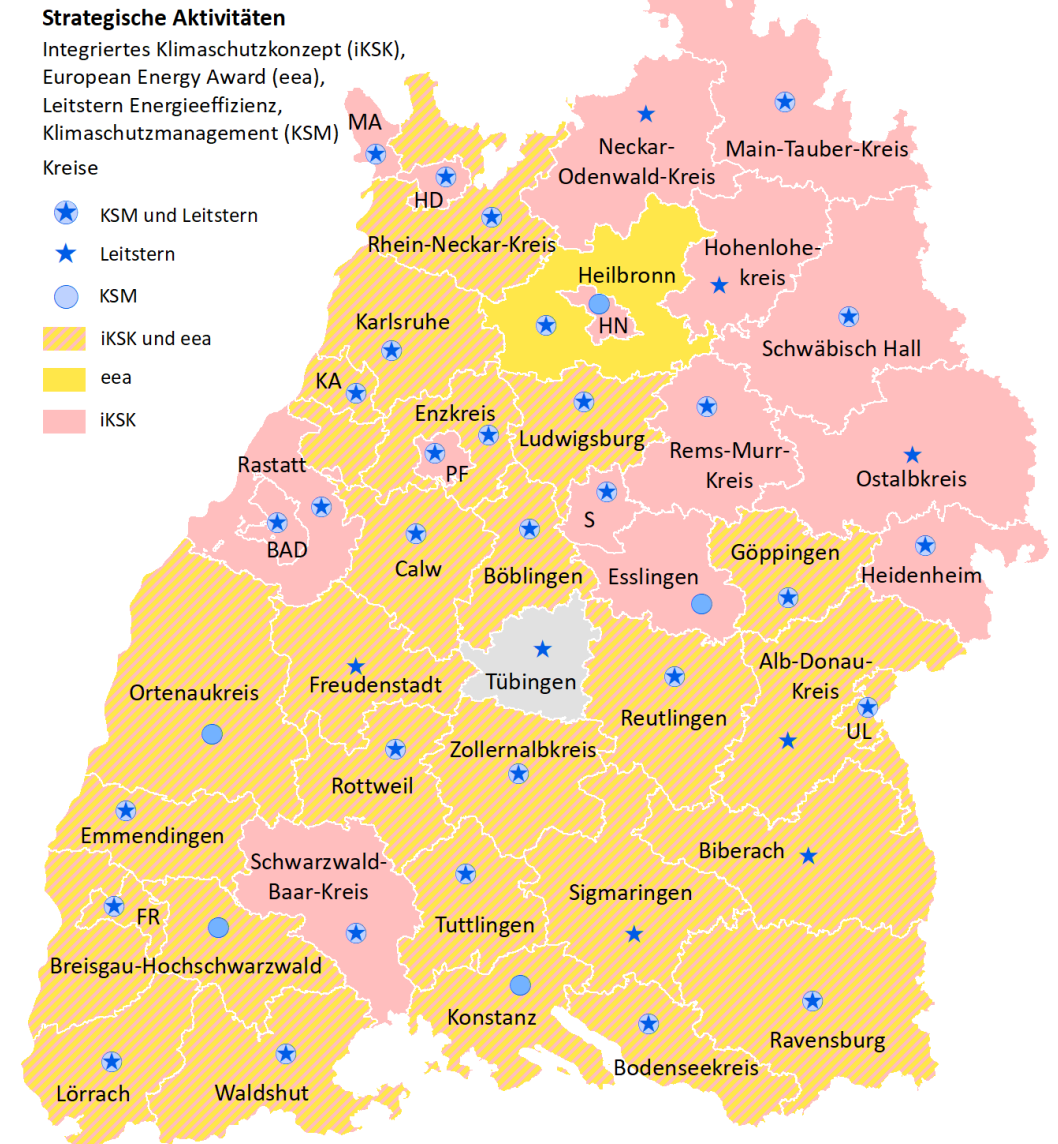 Strategische Aktivitäten
Integriertes Klimaschutzkonzept (iKSK),
European Energy Award (eea),
Leitstern Energieeffizienz,
Klimaschutzmanagement (KSM)
Kreise
KSM und Leitstern
Leitstern
KSM
iKSK und eea
eea
iKSK
MA
HD
Neckar-
Odenwald-Kreis
Main-Tauber-Kreis
Rhein-Neckar-Kreis
Heilbronn
HN
Hohenlohe-
kreis
Karlsruhe
KA
Schwäbisch Hall
Enzkreis
PF
Ludwigsburg
Rems-Murr-
Kreis
Ostalbkreis
Rastatt
BAD
S
Calw
Böblingen
Esslingen
Göppingen
Heidenheim
Ortenaukreis
Freudenstadt
Tübingen
Reutlingen
Alb-Donau-
Kreis
UL
Rottweil
Zollernalbkreis
Emmendingen
Schwarzwald-
Baar-Kreis
Biberach
Sigmaringen
FR
Tuttlingen
Breisgau-Hochschwarzwald
Konstanz
Ravensburg
Bodenseekreis
Lörrach
Waldshut